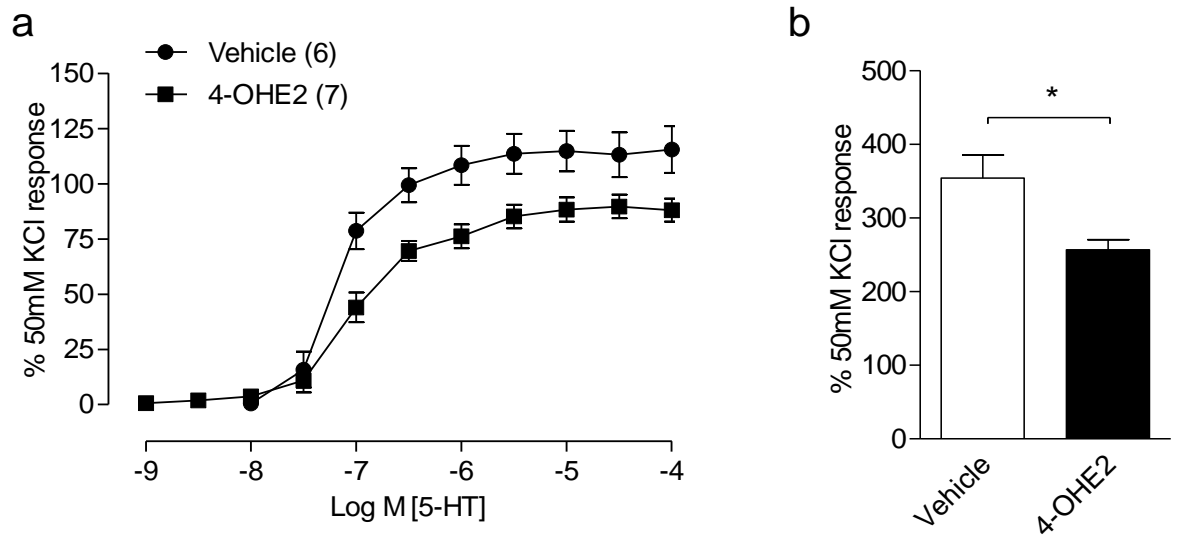 a
Vehicle (6)
4-OHE2 (7)
% 50mM KCl response
150
125
100
75
50
25
0
-9 -8 -7 -6 -5 -4
Log M [5-HT]
b
% 50mM KCl response
500
400
300
200
100
0
*
Vehicle
4-OHE2